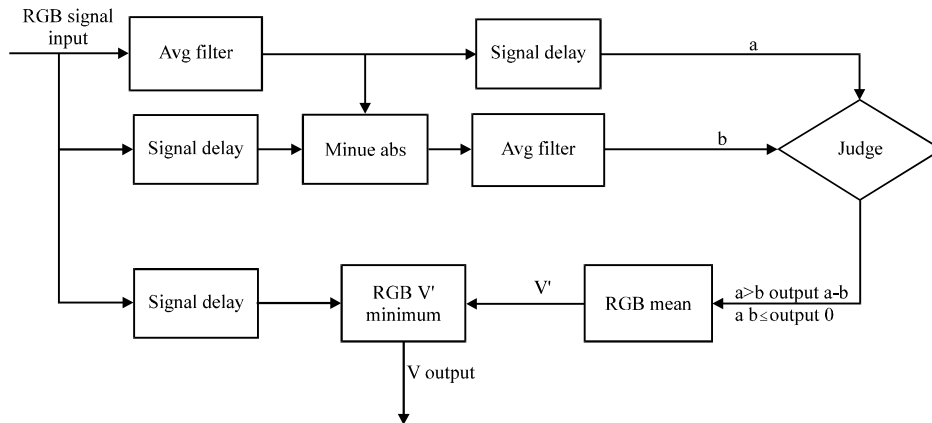 RGB signal
input
Avg filter
Signal delay
a
Signal delay
Minue abs
Avg filter
b
Judge
Signal delay
RGB V'
minimum
V'
RGB mean
a>b output a-b
a b≤output 0
V output